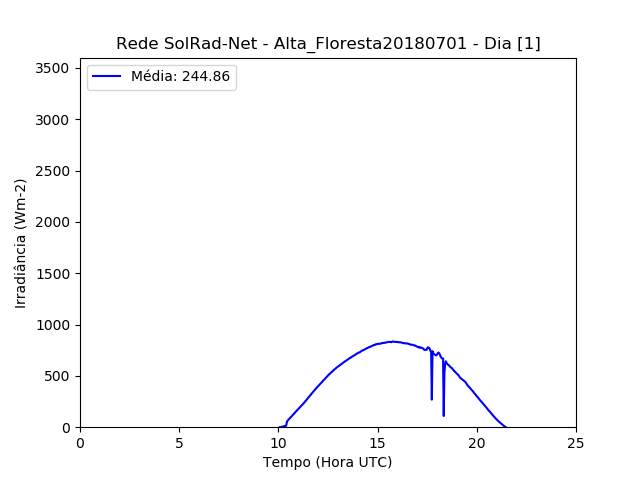 Rede SolRad-Net - Alta_Floresta20180701 - Dia [1]
Média: 244.86
Irradiância (Wm-2)
3500
3000
2500
2000
1500
1000
500
0
0 5 10 15 20 25
Tempo (Hora UTC)